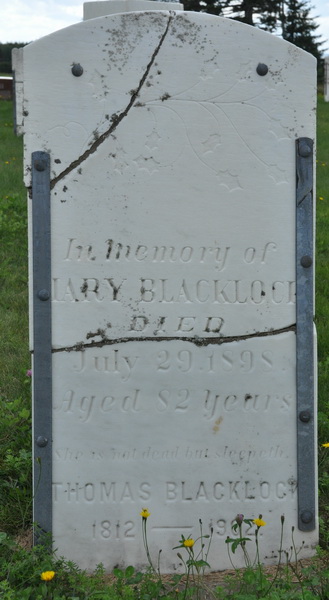 In memory of
MARY BLACKLOCK
DIED
July 29, 1898.
Aged 82 Years
She is not dead but sleepeth.
THOMAS BLACKLOCK
1812 —